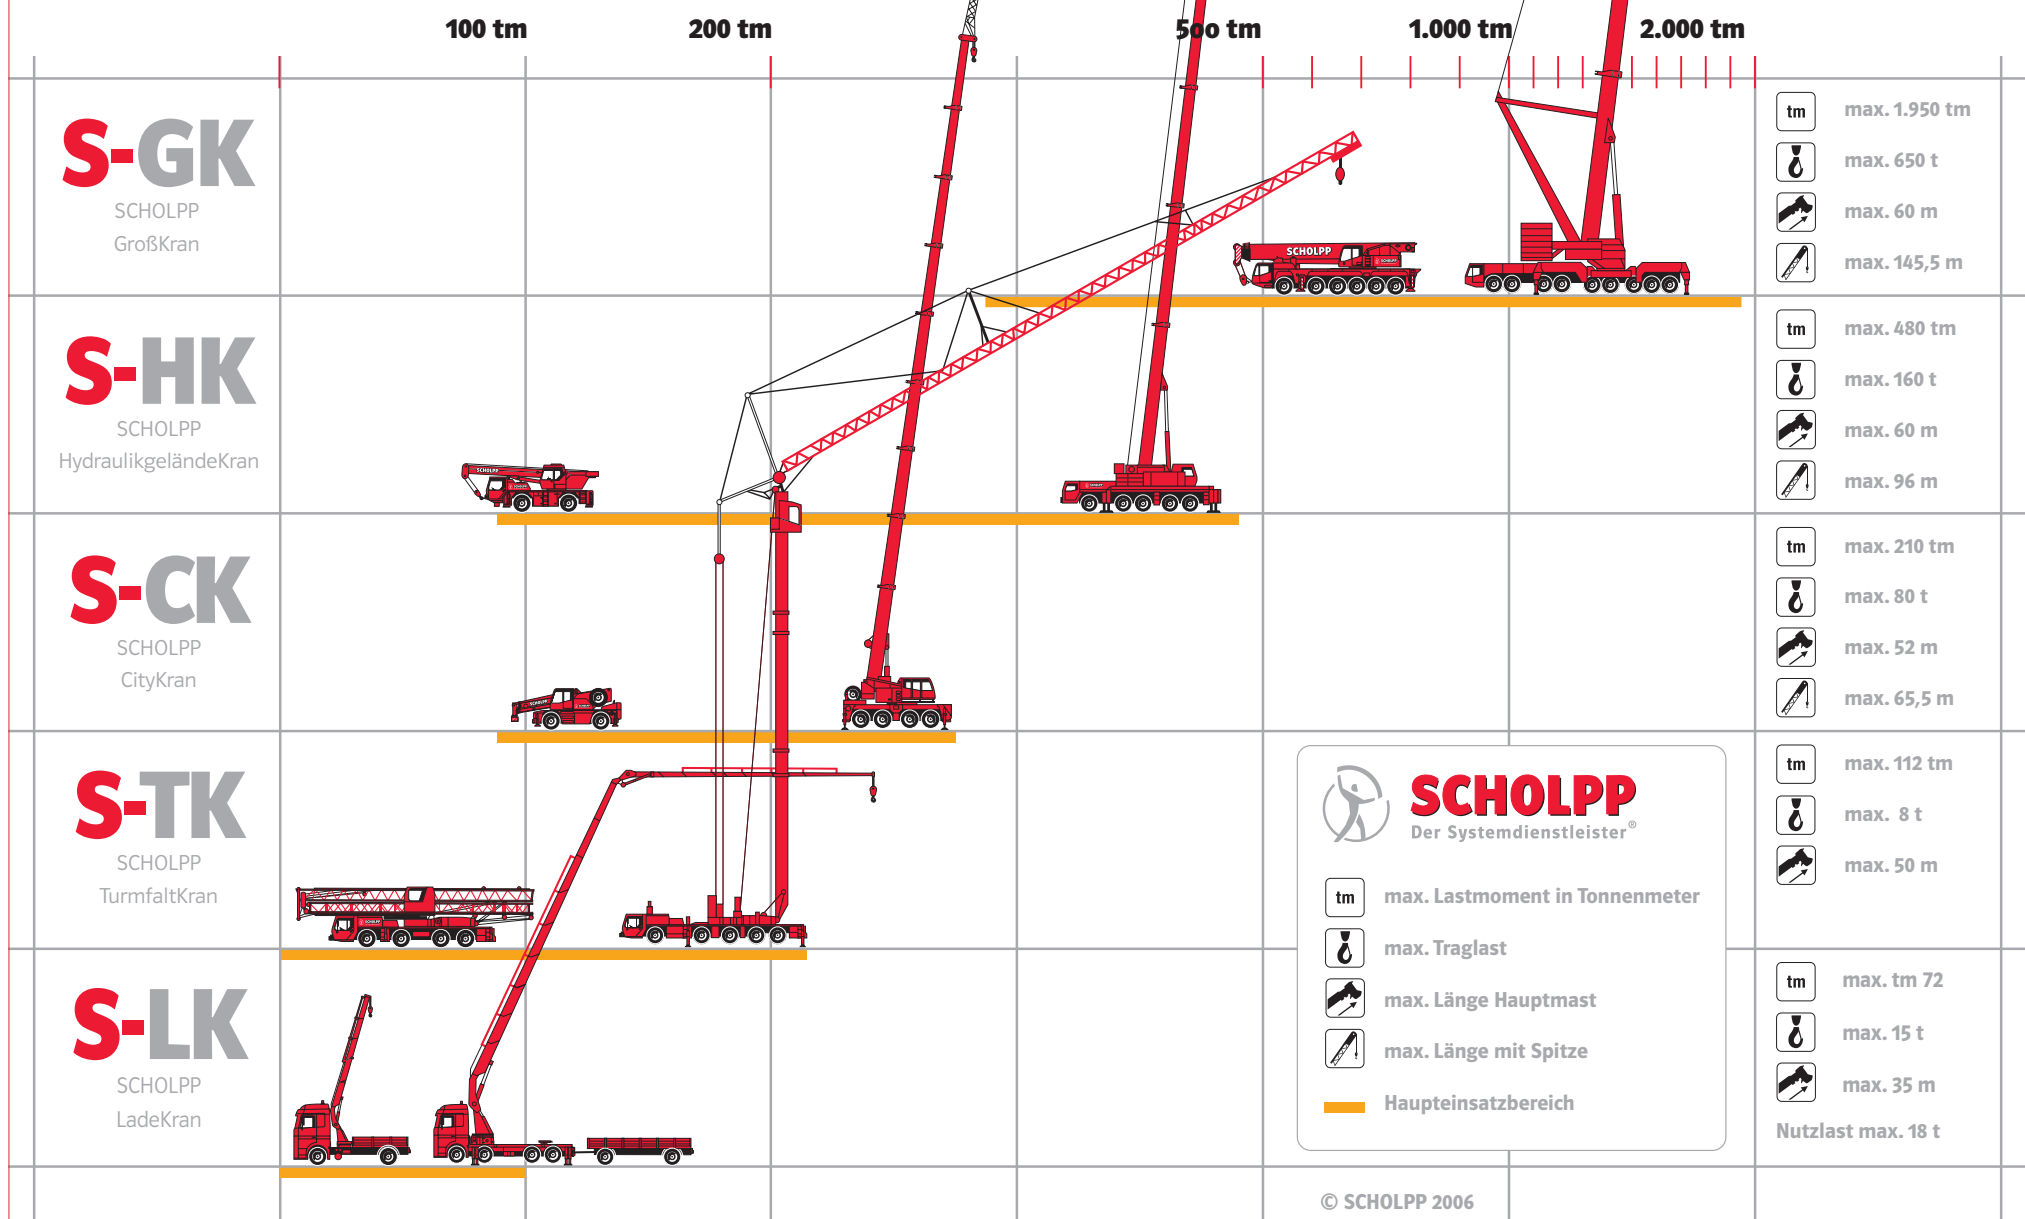 100 tm
200 tm
500 tm
1.000 tm
2.000 tm
S-GK
SCHOLPP
GroßKran
SCHOLPP
tm max. 1.950 tm
max. 650 t
max. 60 m
max. 145,5 m
S-HK
SCHOLPP
HydraulikgeländeKran
SCHOLPP
tm max. 480 tm
max. 160 t
max. 60 m
max. 96 m
S-CK
SCHOLPP
CityKran
SCHOLPP
tm max. 210 tm
max. 80 t
max. 52 m
max. 65,5 m
S-TK
SCHOLPP
TurmfaltKran
SCHOLPP
tm max. 112 tm
max. 8 t
max. 50 m
S-LK
SCHOLPP
LadeKran
tm max. tm 72
max. 15 t
max. 35 m
Nutzlast max. 18 t
SCHOLPP
Der Systemdienstleister®
tm max. Lastmoment in Tonnenmeter
max. Traglast
max. Länge Hauptmast
max. Länge mit Spitze
Haupteinsatzbereich
© SCHOLPP 2006